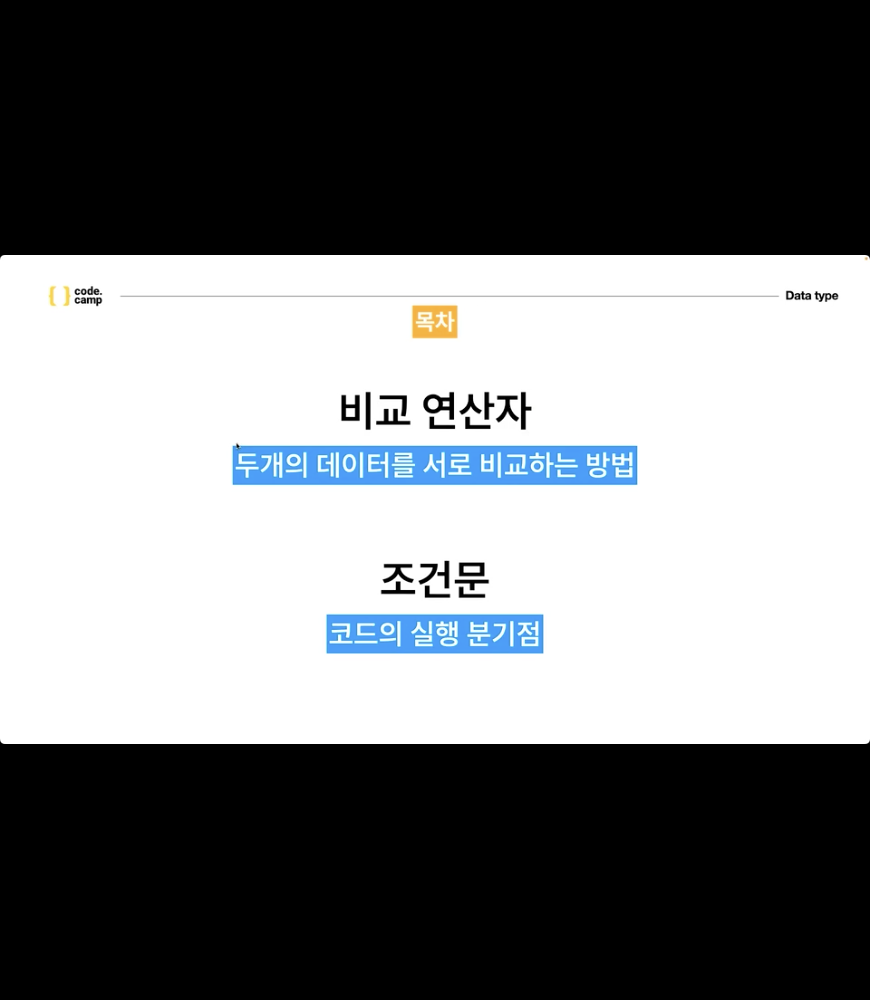 { } code.
camp
Data type
목차
비교 연산자
두개의 데이터를 서로 비교하는 방법
조건문
코드의 실행 분기점